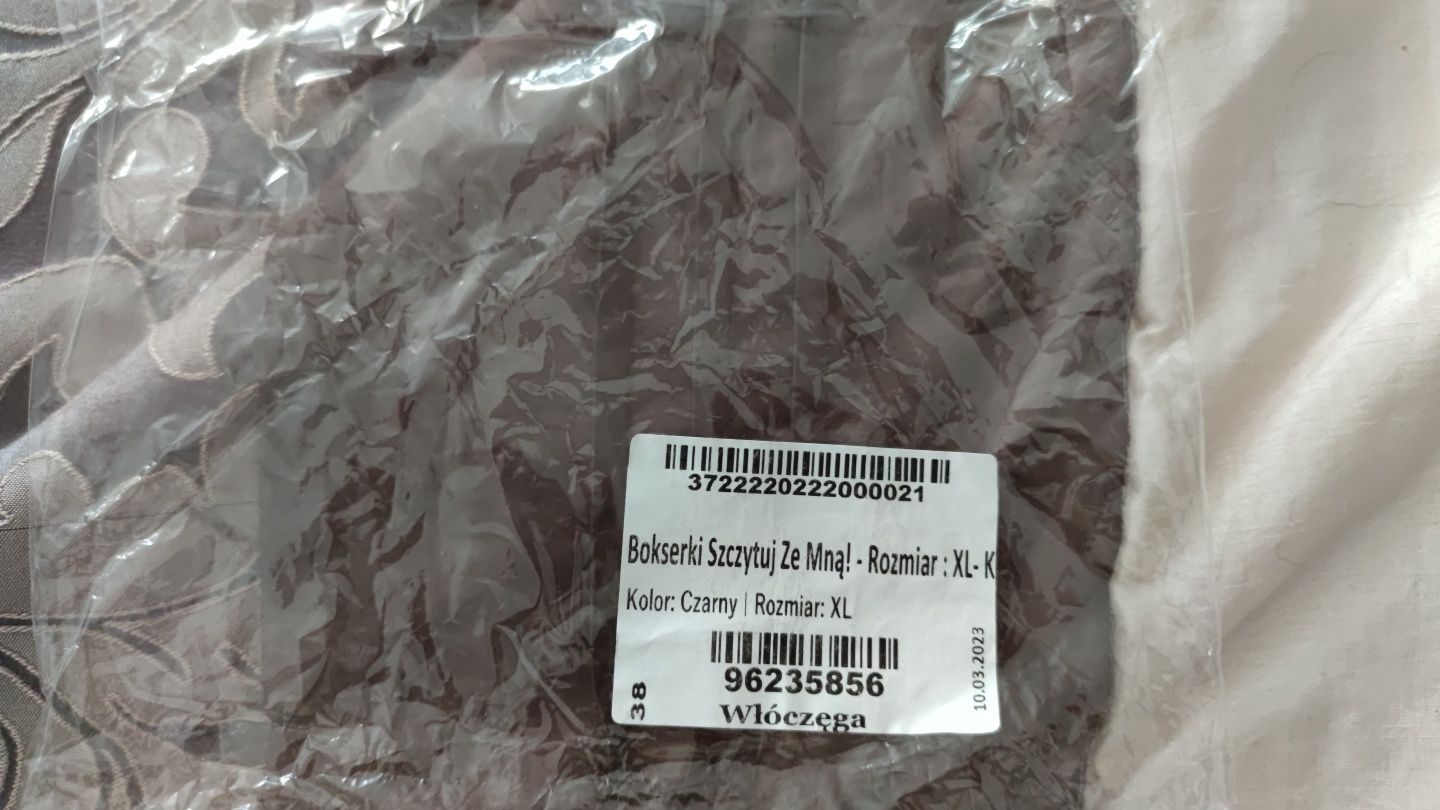 3722220222000021
Bokserki Szczytuj Ze Mną! - Rozmiar : XL- K
Kolor: Czarny | Rozmiar: XL
96235856
Włóczęga
38
10.03.2023